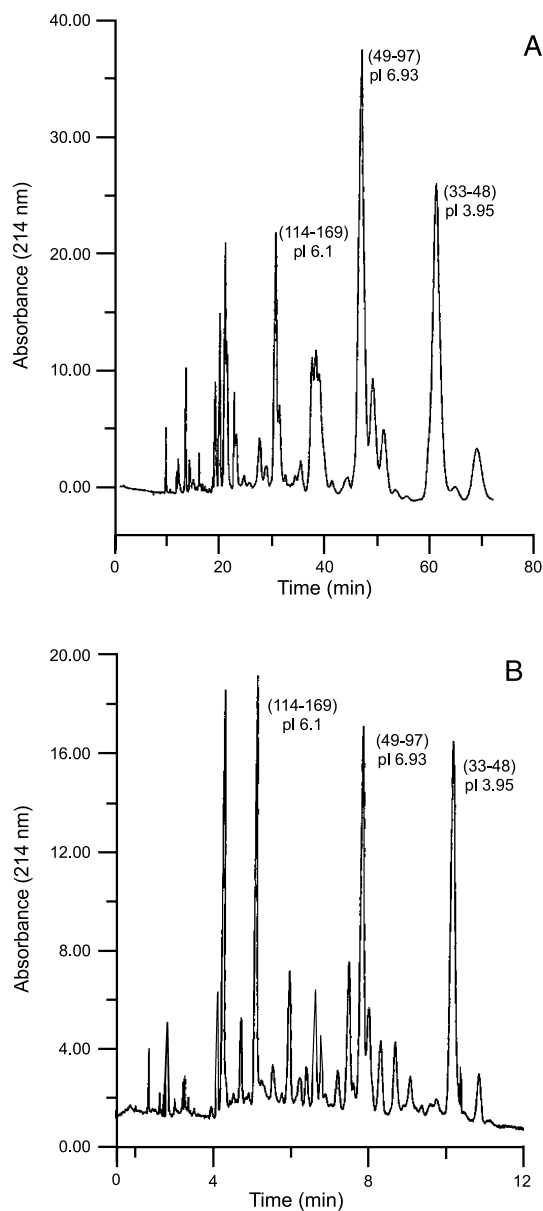 A
40.00
30.00
20.00
10.00
0.00
Absorbance (214 nm)
(49-97)
pI 6.93
(33-48)
pI 3.95
(114-169)
pI 6.1
0
20
40
60
80
Time (min)
B
20.00
16.00
12.00
8.00
4.00
0.00
Absorbance (214 nm)
(114-169)
pI 6.1
(49-97)
pI 6.93
(33-48)
pI 3.95
0
4
8
12
Time (min)